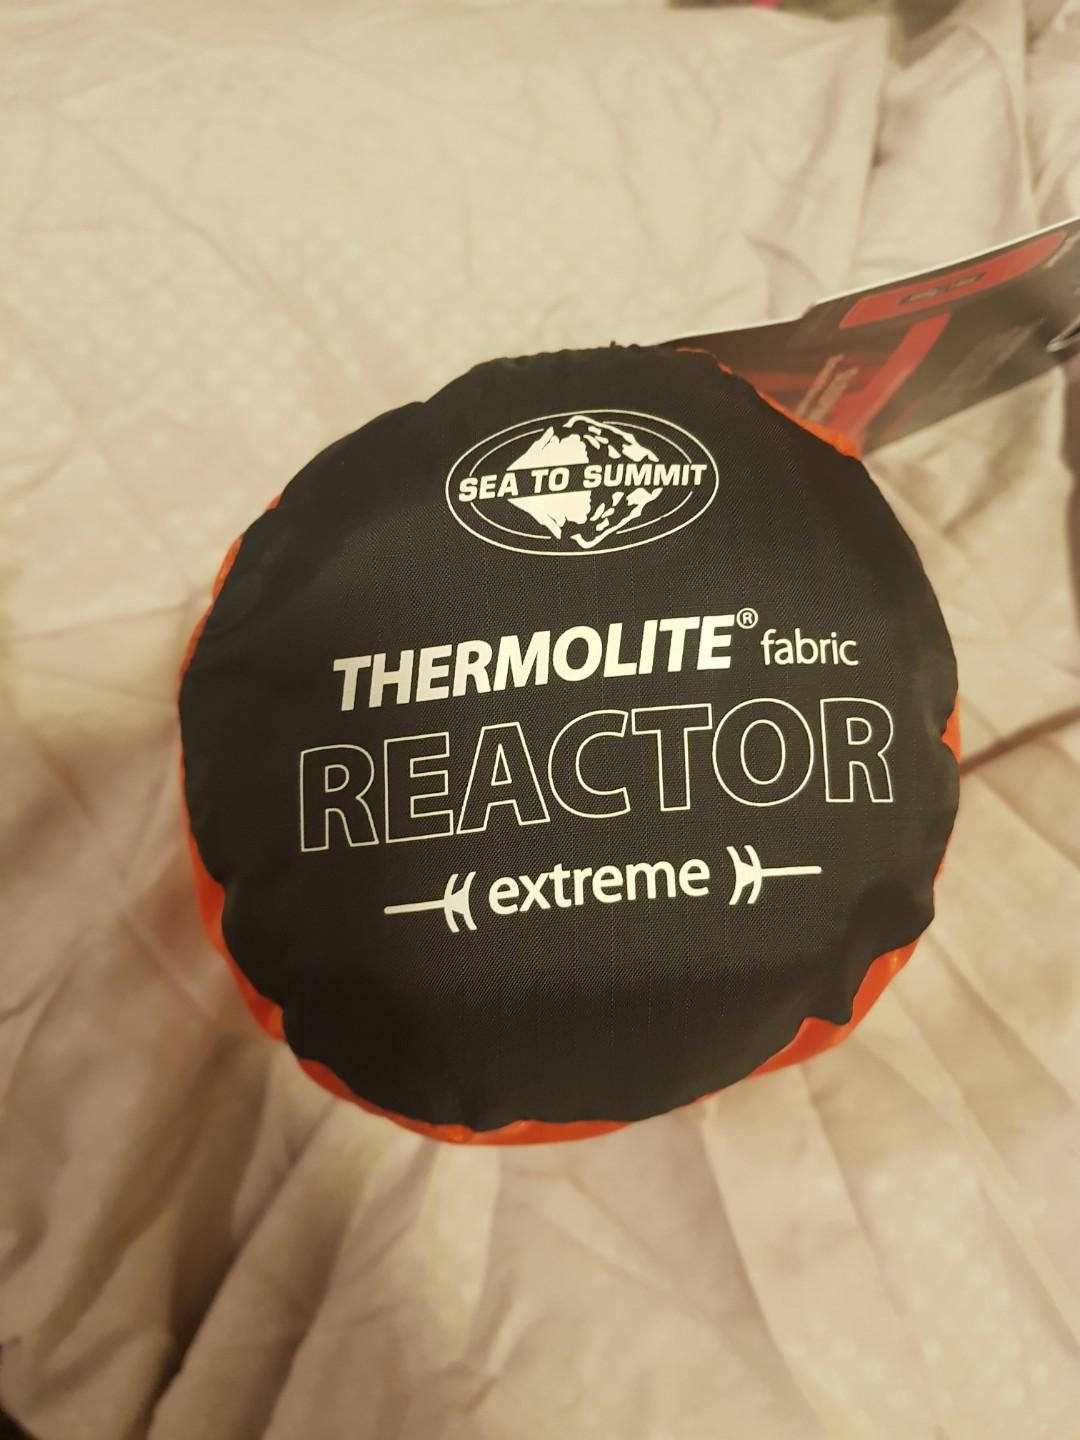 SEA TO SUMMIT
THERMOLITE® fabric
REACTOR
extreme